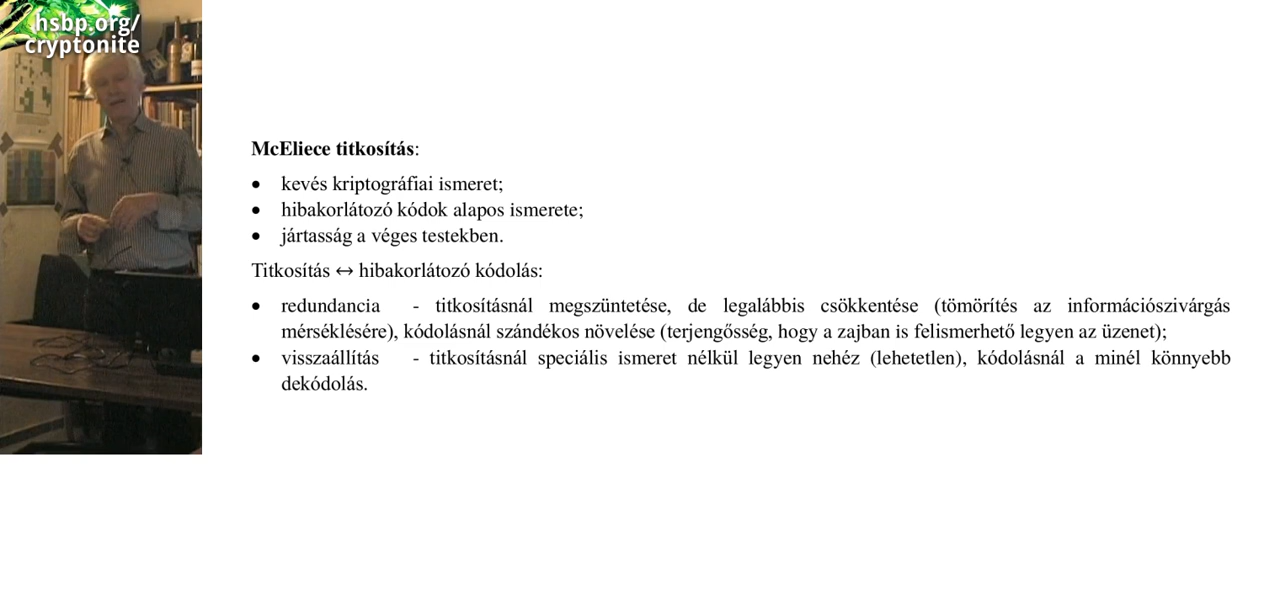 hsbp.org/
cryptonite
McEliece titkosítás:
• kevés kriptográfiai ismeret;
• hibakorlátozó kódok alapos ismerete;
• jártasság a véges testekben.
Titkosítás ↔ hibakorlátozó kódolás:
• redundancia - titkosításnál megszüntetése, de legalábbis csökkentése (tömörítés az információszivárgás
mérséklésére), kódolásnál szándékos növelése (terjengősség, hogy a zajban is felismerhető legyen az üzenet);
• visszaállítás - titkosításnál speciális ismeret nélkül legyen nehéz (lehetetlen), kódolásnál a minél könnyebb
dekódolás.